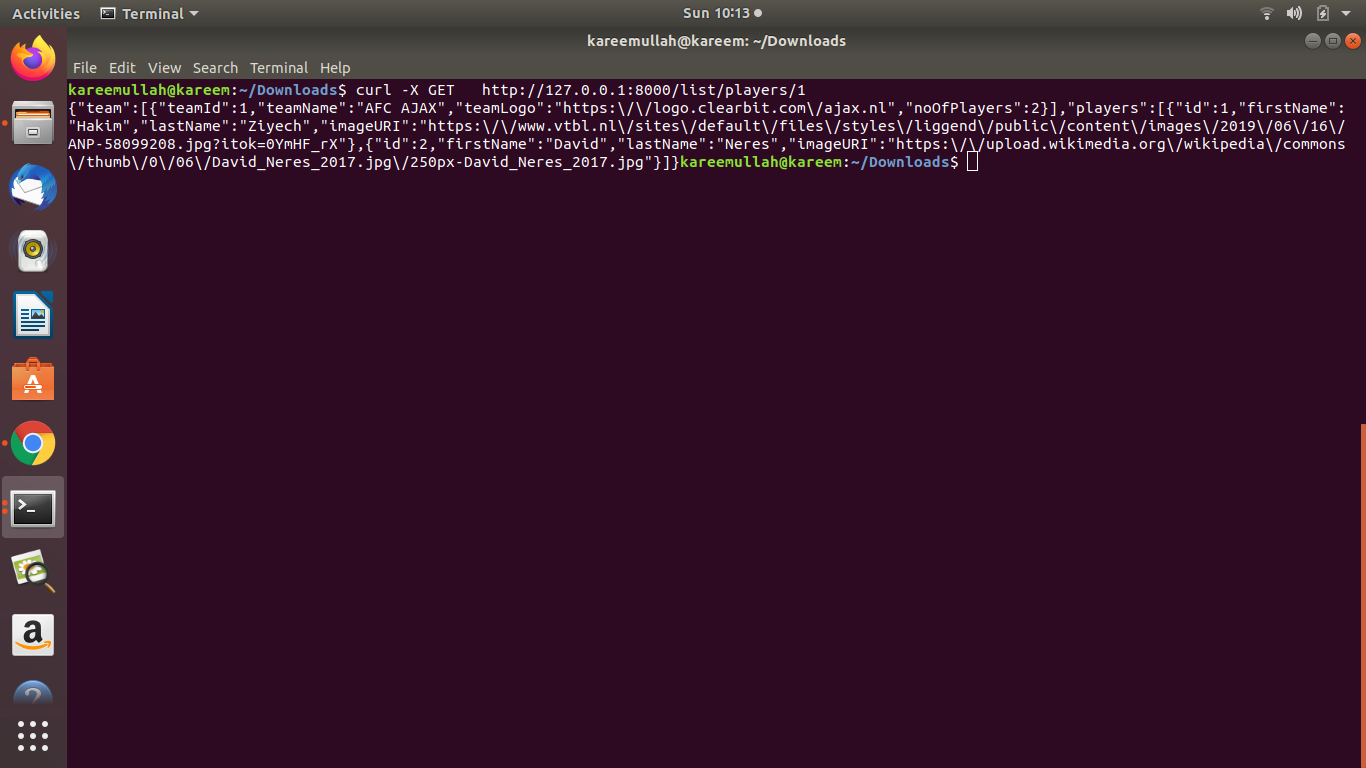 Activities Terminal Sun 10:13
kareemullah@kareem: ~/Downloads
File Edit View Search Terminal Help
kareemullah@kareem:~/Downloads$ curl -X GET   http://127.0.0.1:8000/list/players/1
{"team":[{"teamId":1,"teamName":"AFC AJAX","teamLogo":"https:\/\/logo.clearbit.com\/ajax.nl","noOfPlayers":2}],"players":[{"id":1,"firstName":
"Hakim","lastName":"Ziyech","imageURI":"https:\/\/www.vtbl.nl\/sites\/default\/files\/styles\/liggend\/public\/content\/images\/2019\/06\/16\/
ANP-58099208.jpg?itok=0YmHF_rX"},{"id":2,"firstName":"David","lastName":"Neres","imageURI":"https:\/\/upload.wikimedia.org\/wikipedia\/commons
\/thumb\/0\/06\/David_Neres_2017.jpg\/250px-David_Neres_2017.jpg"}]}kareemullah@kareem:~/Downloads$